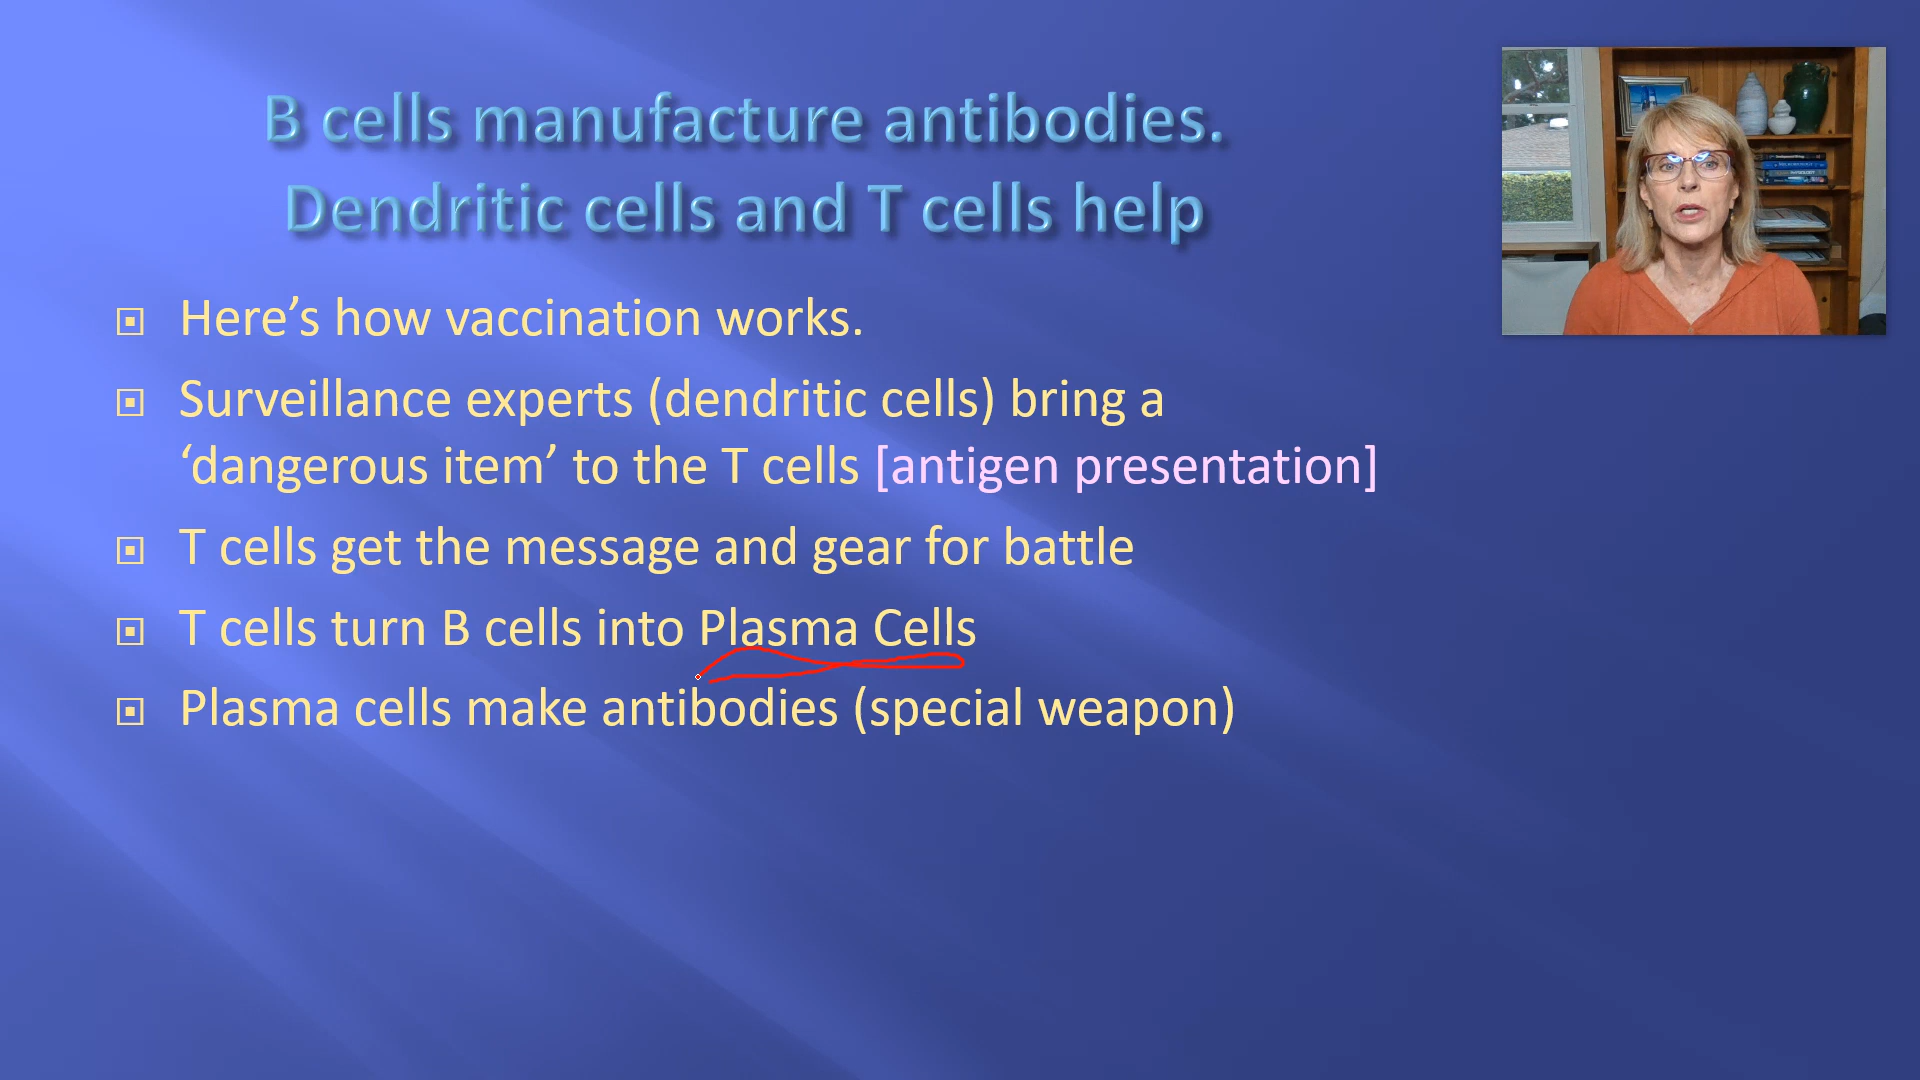 B cells manufacture antibodies.
Dendritic cells and T cells help
Here’s how vaccination works.
Surveillance experts (dendritic cells) bring a
‘dangerous item’ to the T cells [antigen presentation]
T cells get the message and gear for battle
T cells turn B cells into Plasma Cells
Plasma cells make antibodies (special weapon)